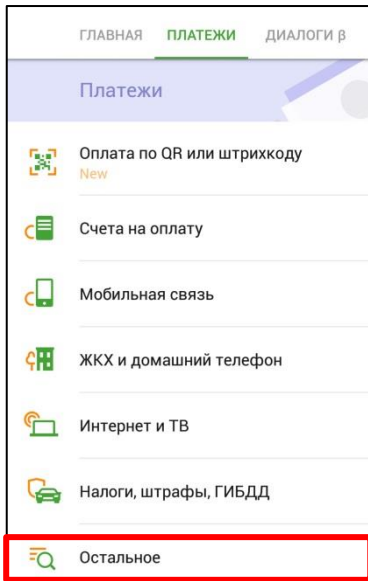 ГЛАВНАЯ ПЛАТЕЖИ ДИАЛОГИ β
Платежи
Оплата по QR или штрихкоду
New
Счета на оплату
Мобильная связь
ЖКХ и домашний телефон
Интернет и ТВ
Налоги, штрафы, ГИБДД
Остальное